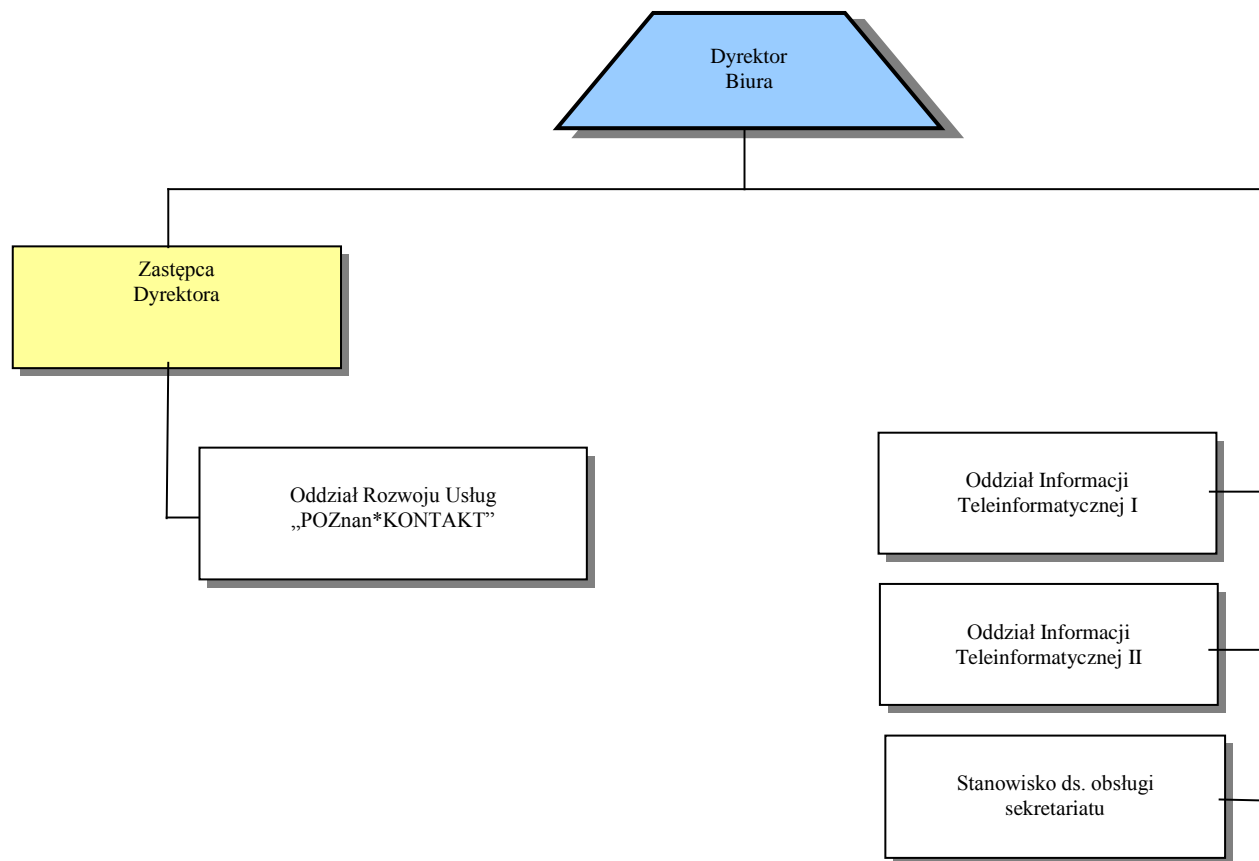 Dyrektor
Biura
Zastępca
Dyrektora
Oddział Rozwoju Usług
„POZnan*KONTAKT”
Oddział Informacji
Teleinformatycznej I
Oddział Informacji
Teleinformatycznej II
Stanowisko ds. obsługi
sekretariatu